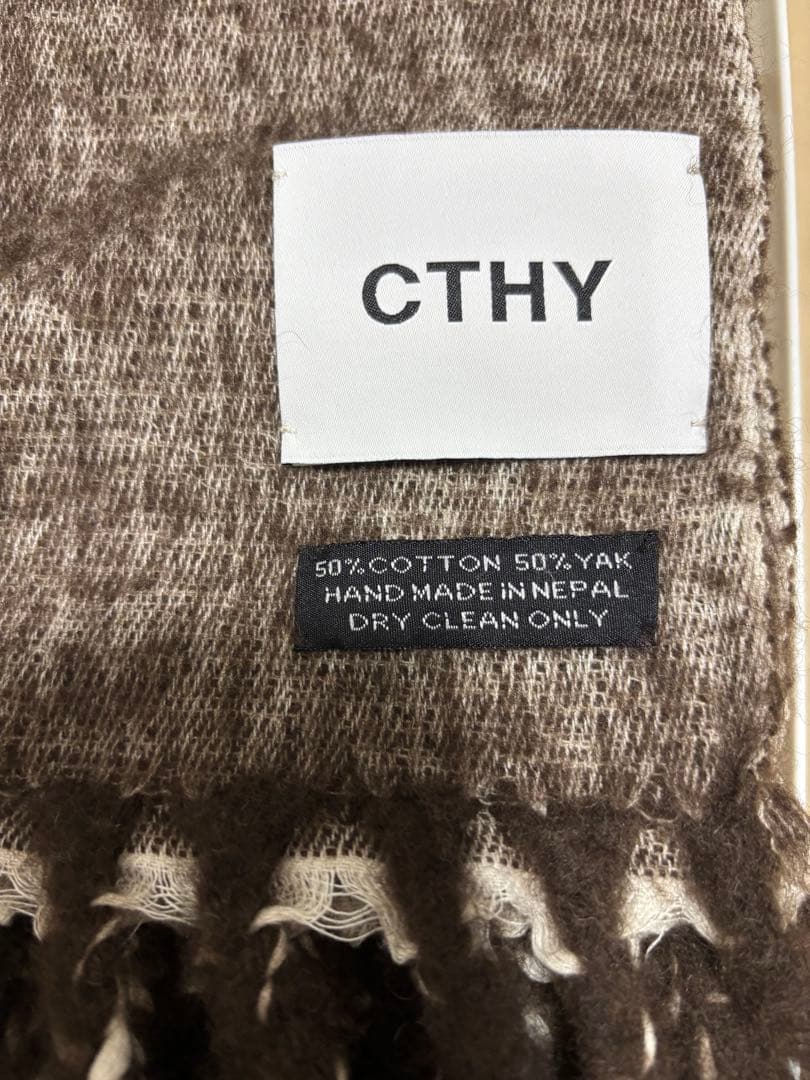 CTHY
50%COTTON 50%YAK
HAND MADE IN NEPAL
DRY CLEAN ONLY